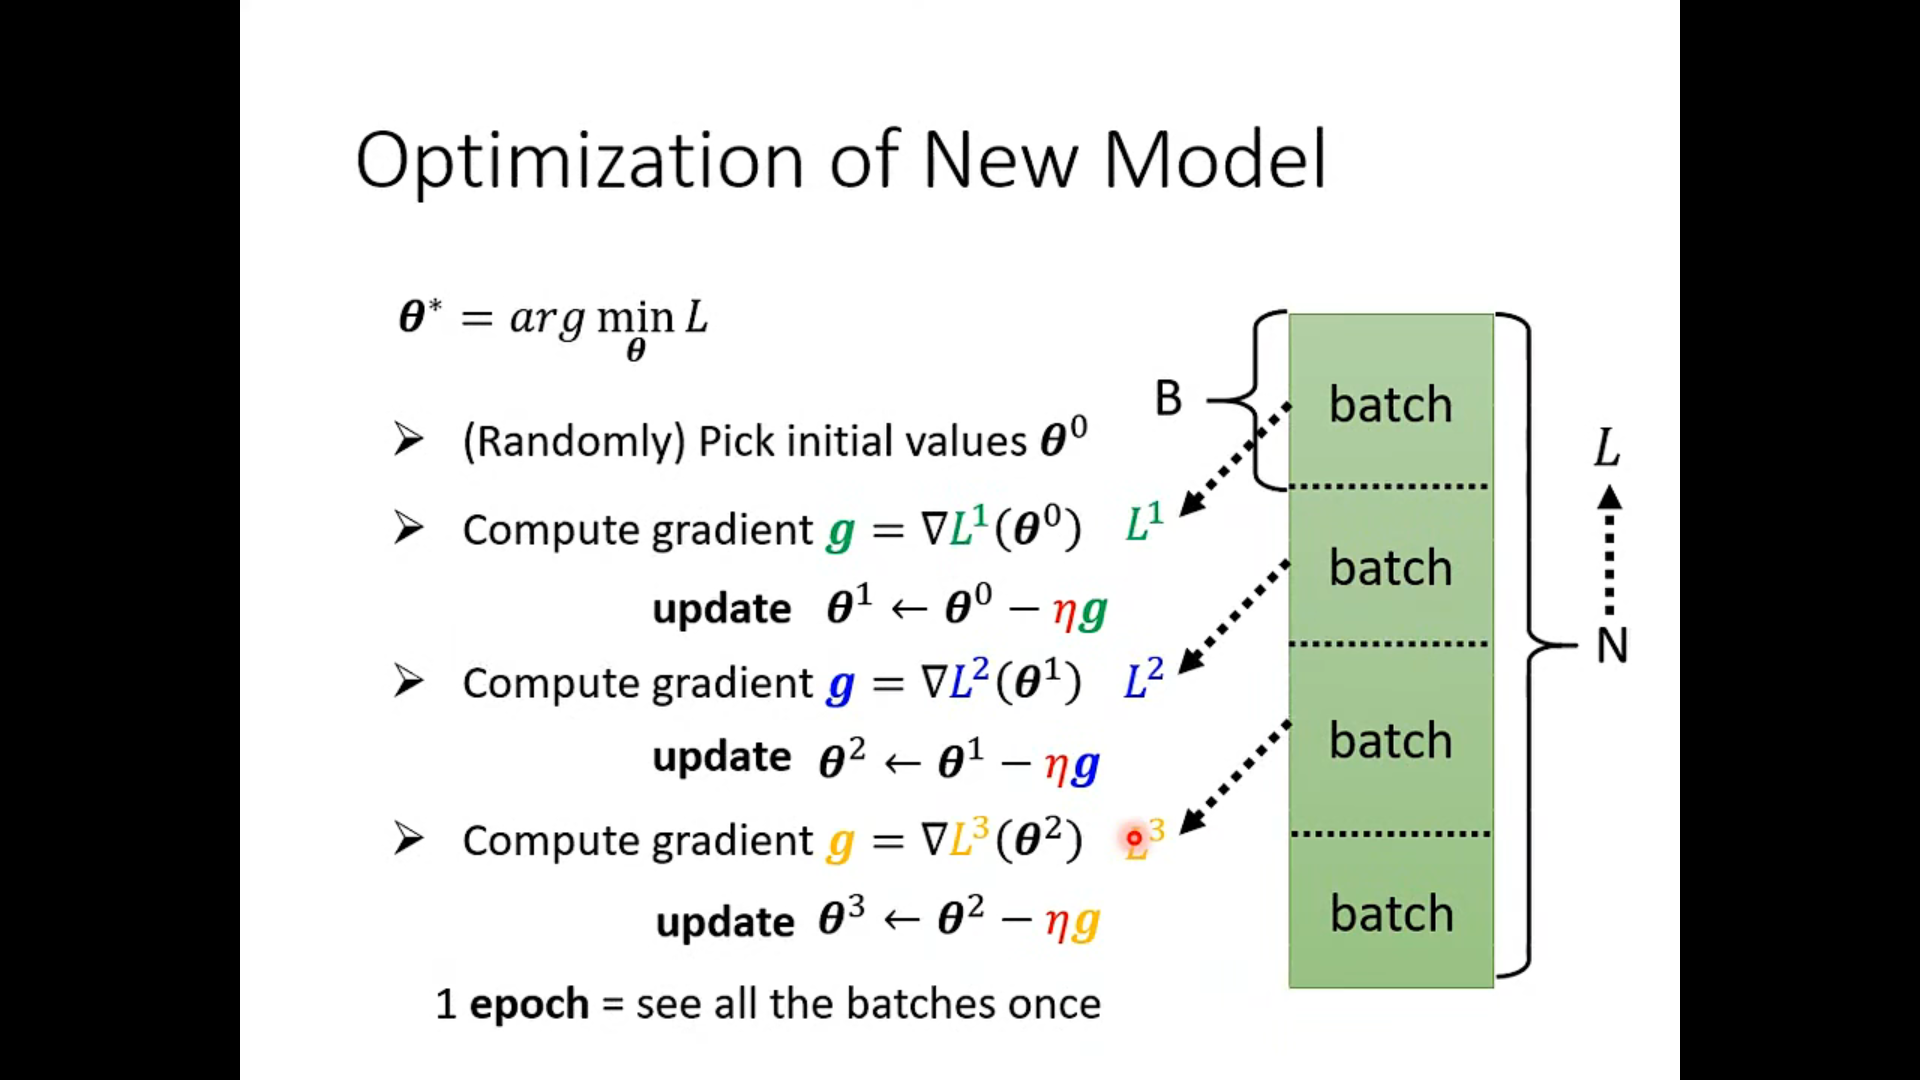 Optimization of New Model
𝜽* = arg min L
𝜽
➢ (Randomly) Pick initial values 𝜽⁰
➢ Compute gradient 𝒈 = ∇L¹(𝜽⁰) L¹
update 𝜽¹ ← 𝜽⁰ − η𝒈
➢ Compute gradient 𝒈 = ∇L²(𝜽¹) L²
update 𝜽² ← 𝜽¹ − η𝒈
➢ Compute gradient 𝒈 = ∇L³(𝜽²) L³
update 𝜽³ ← 𝜽² − η𝒈
1 epoch = see all the batches once
B
batch
batch
batch
batch
L
N